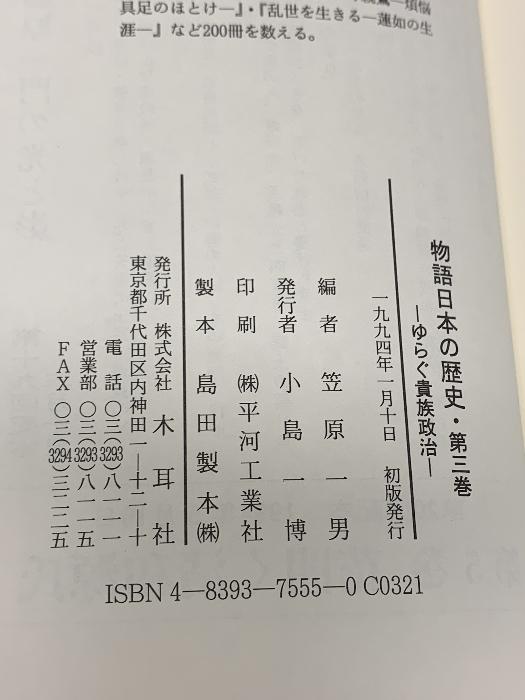 具足のほとけ―』・『乱世を生きる―蓮如の生
涯―』など200冊を数える。
物語日本の歴史・第三巻
―ゆらぐ貴族政治―
一九九四年一月十日 初版発行
編者 笠原一男
発行者 小島一博
印刷 ㈱平河工業社
製本 島田製本㈱
発行所 株式会社 木耳社
東京都千代田区内神田一―十二―十
電話 〇三(3293)八一一一
営業部 〇三(3293)八一一五
FAX 〇三(3294)三二二五
ISBN 4―8393―7555―0 C0321